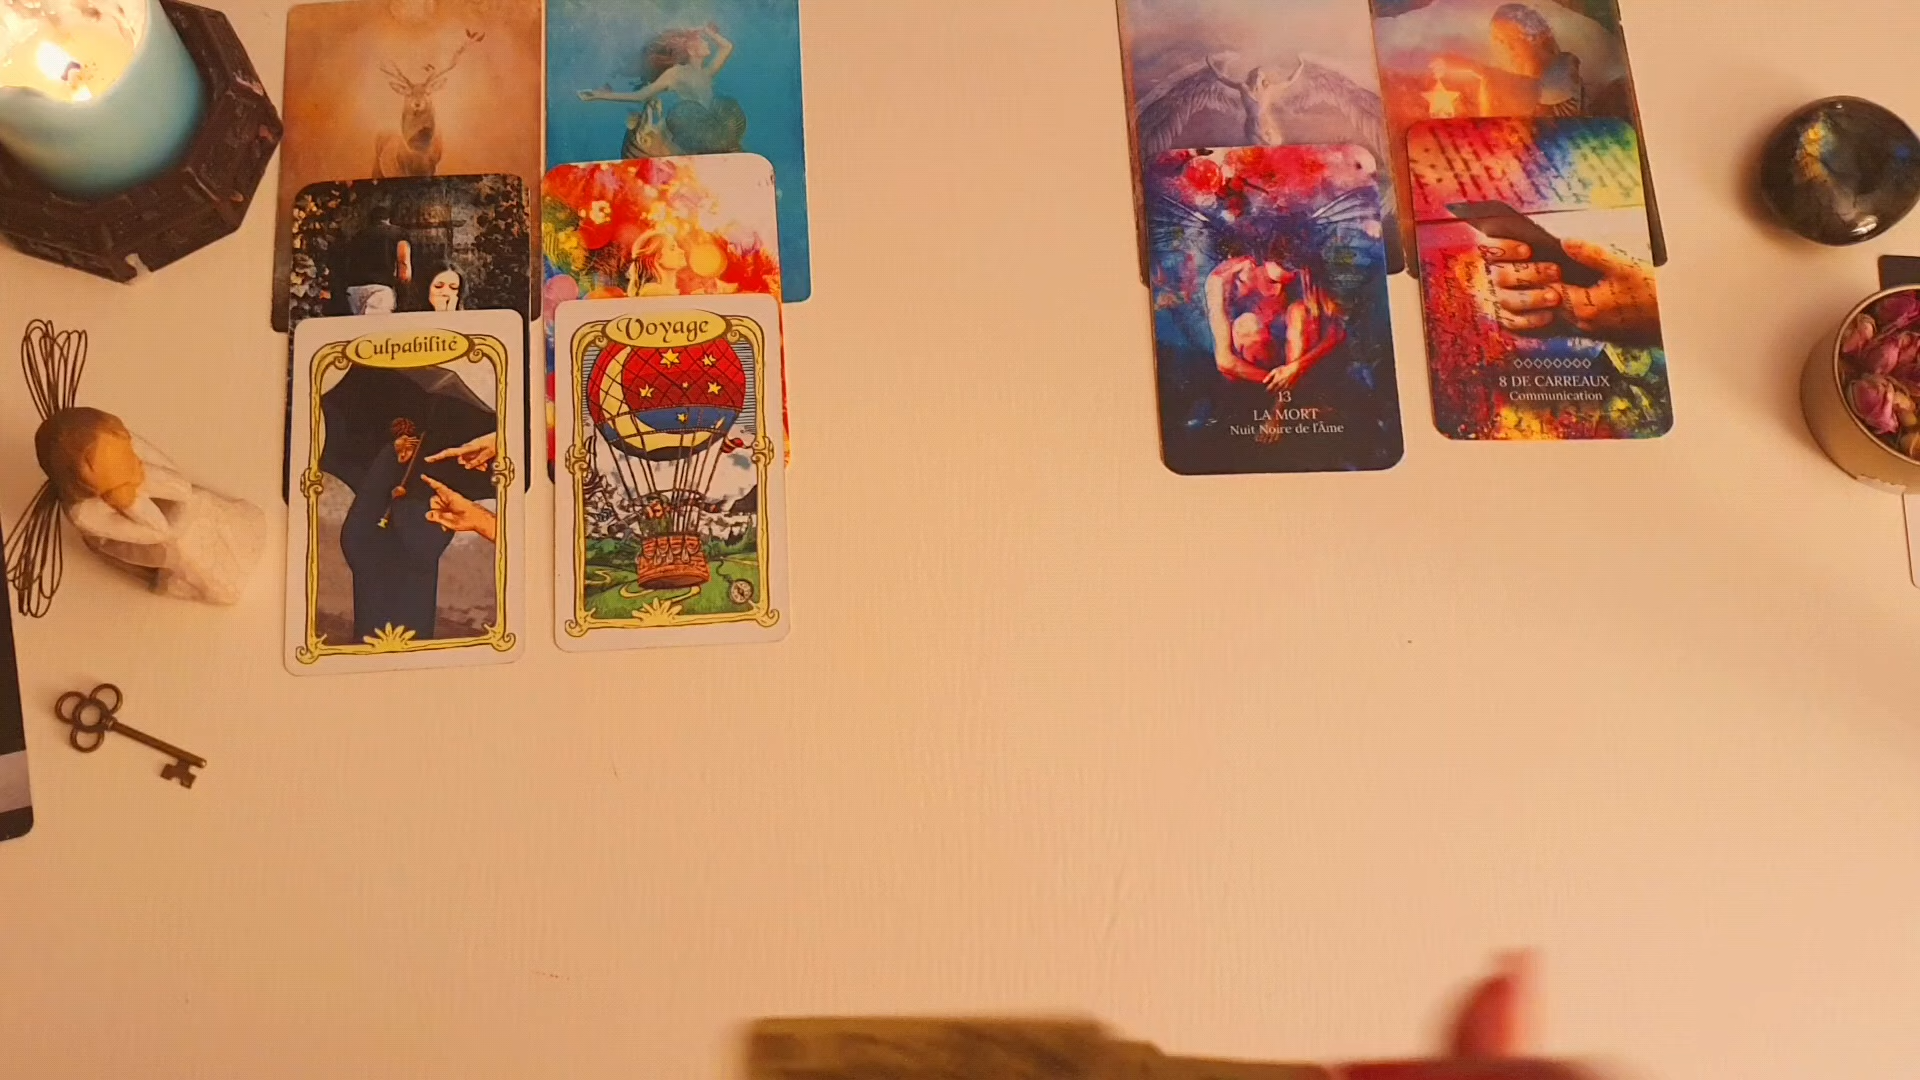 Culpabilité
Voyage
13
LA MORT
Nuit Noire de l'Âme
8 DE CARREAUX
Communication